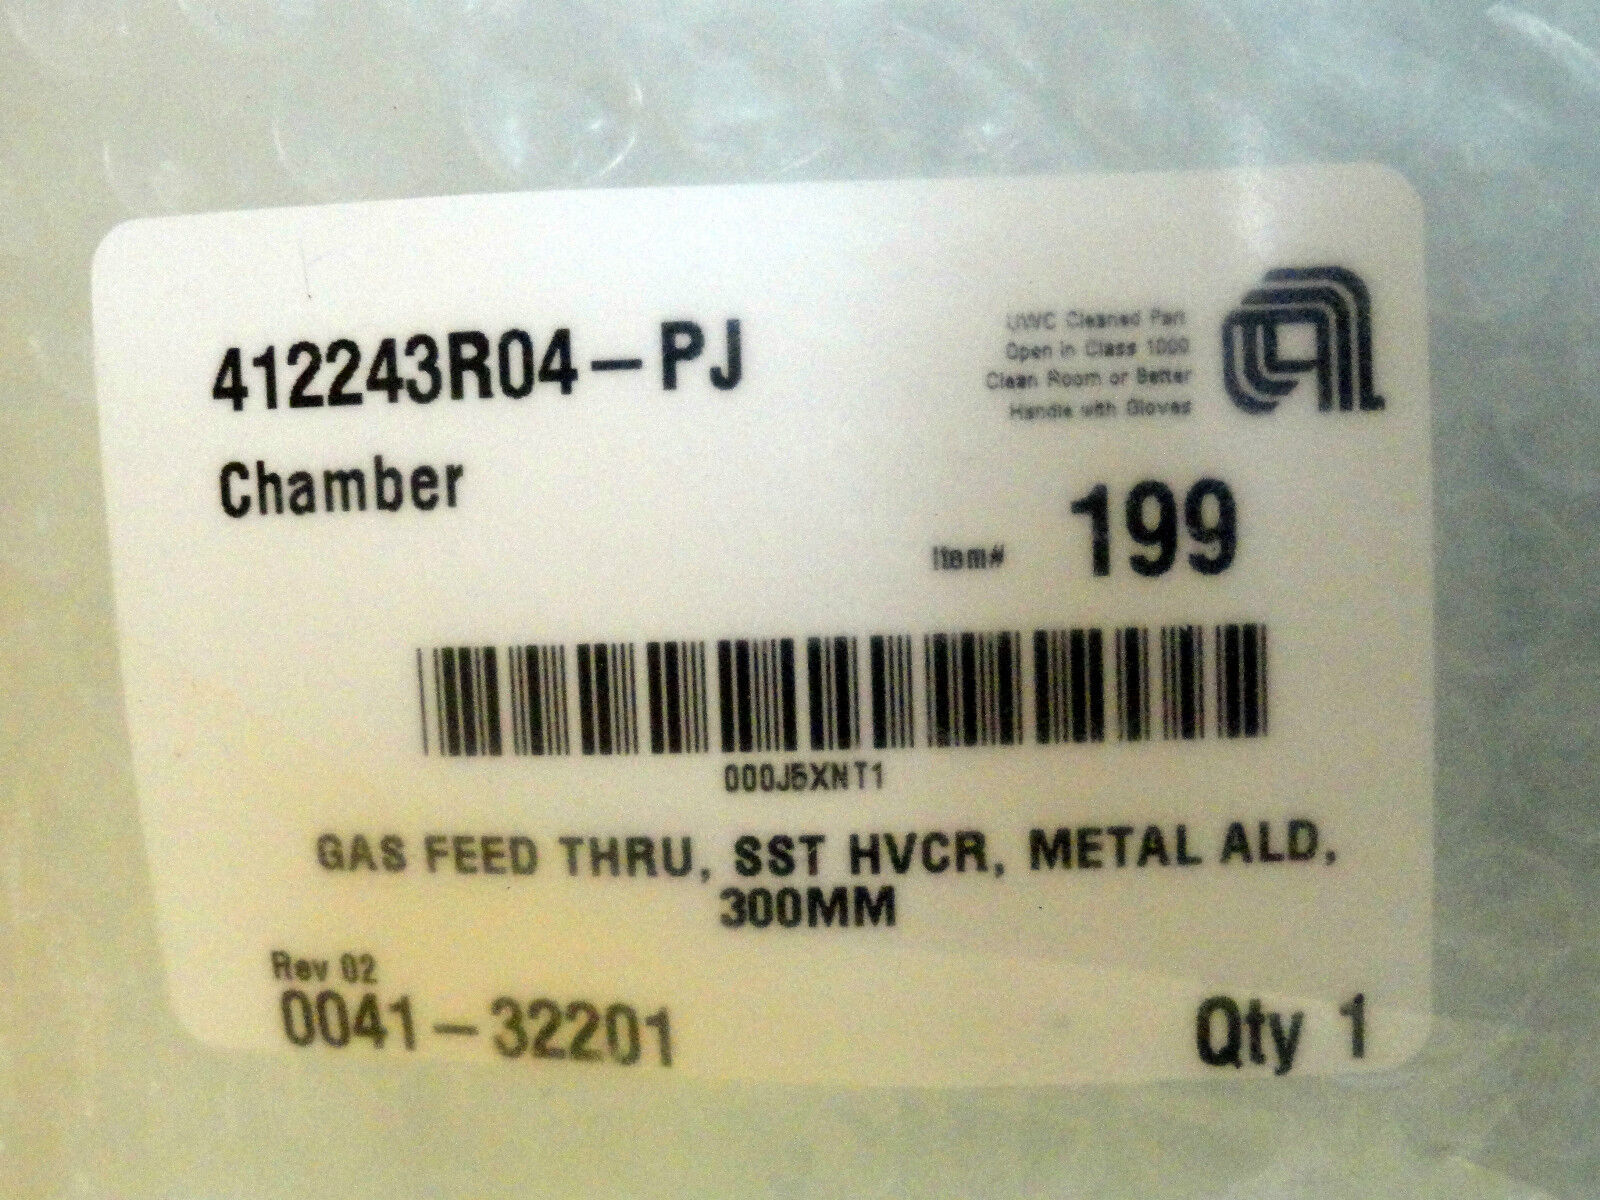 412243R04-PJ
UWC Cleaned Part
Open in Class 1000
Clean Room or Better
Handle with Gloves
Chamber
Item# 199
000J5XNT1
GAS FEED THRU, SST HVCR, METAL ALD,
300MM
Rev 02
0041-32201
Qty 1